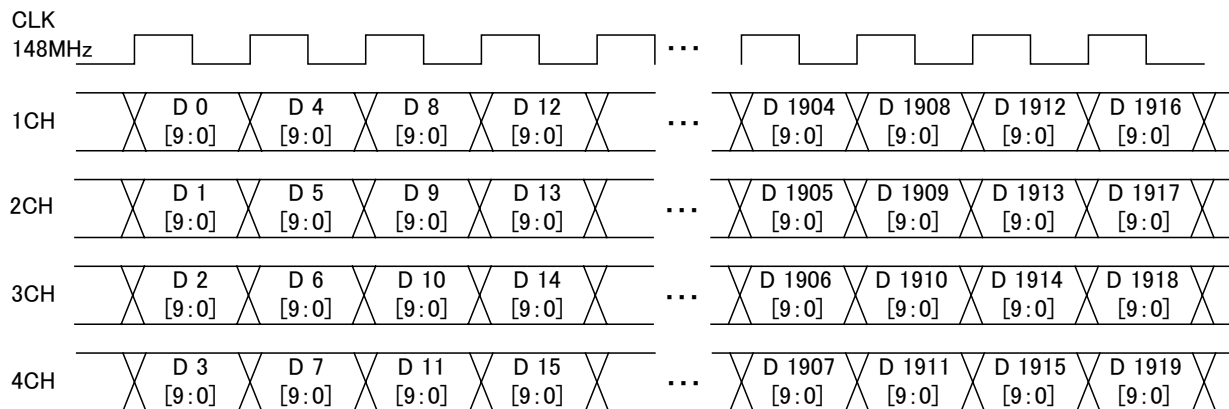 CLK
148MHz ...
D 0 D 4 D 8 D 12 D 1904 D 1908 D 1912 D 1916
1CH ...
[9:0] [9:0] [9:0] [9:0] [9:0] [9:0] [9:0] [9:0]
D 1 D 5 D 9 D 13 D 1905 D 1909 D 1913 D 1917
2CH ...
[9:0] [9:0] [9:0] [9:0] [9:0] [9:0] [9:0] [9:0]
D 2 D 6 D 10 D 14 D 1906 D 1910 D 1914 D 1918
3CH ...
[9:0] [9:0] [9:0] [9:0] [9:0] [9:0] [9:0] [9:0]
D 3 D 7 D 11 D 15 D 1907 D 1911 D 1915 D 1919
4CH ...
[9:0] [9:0] [9:0] [9:0] [9:0] [9:0] [9:0] [9:0]